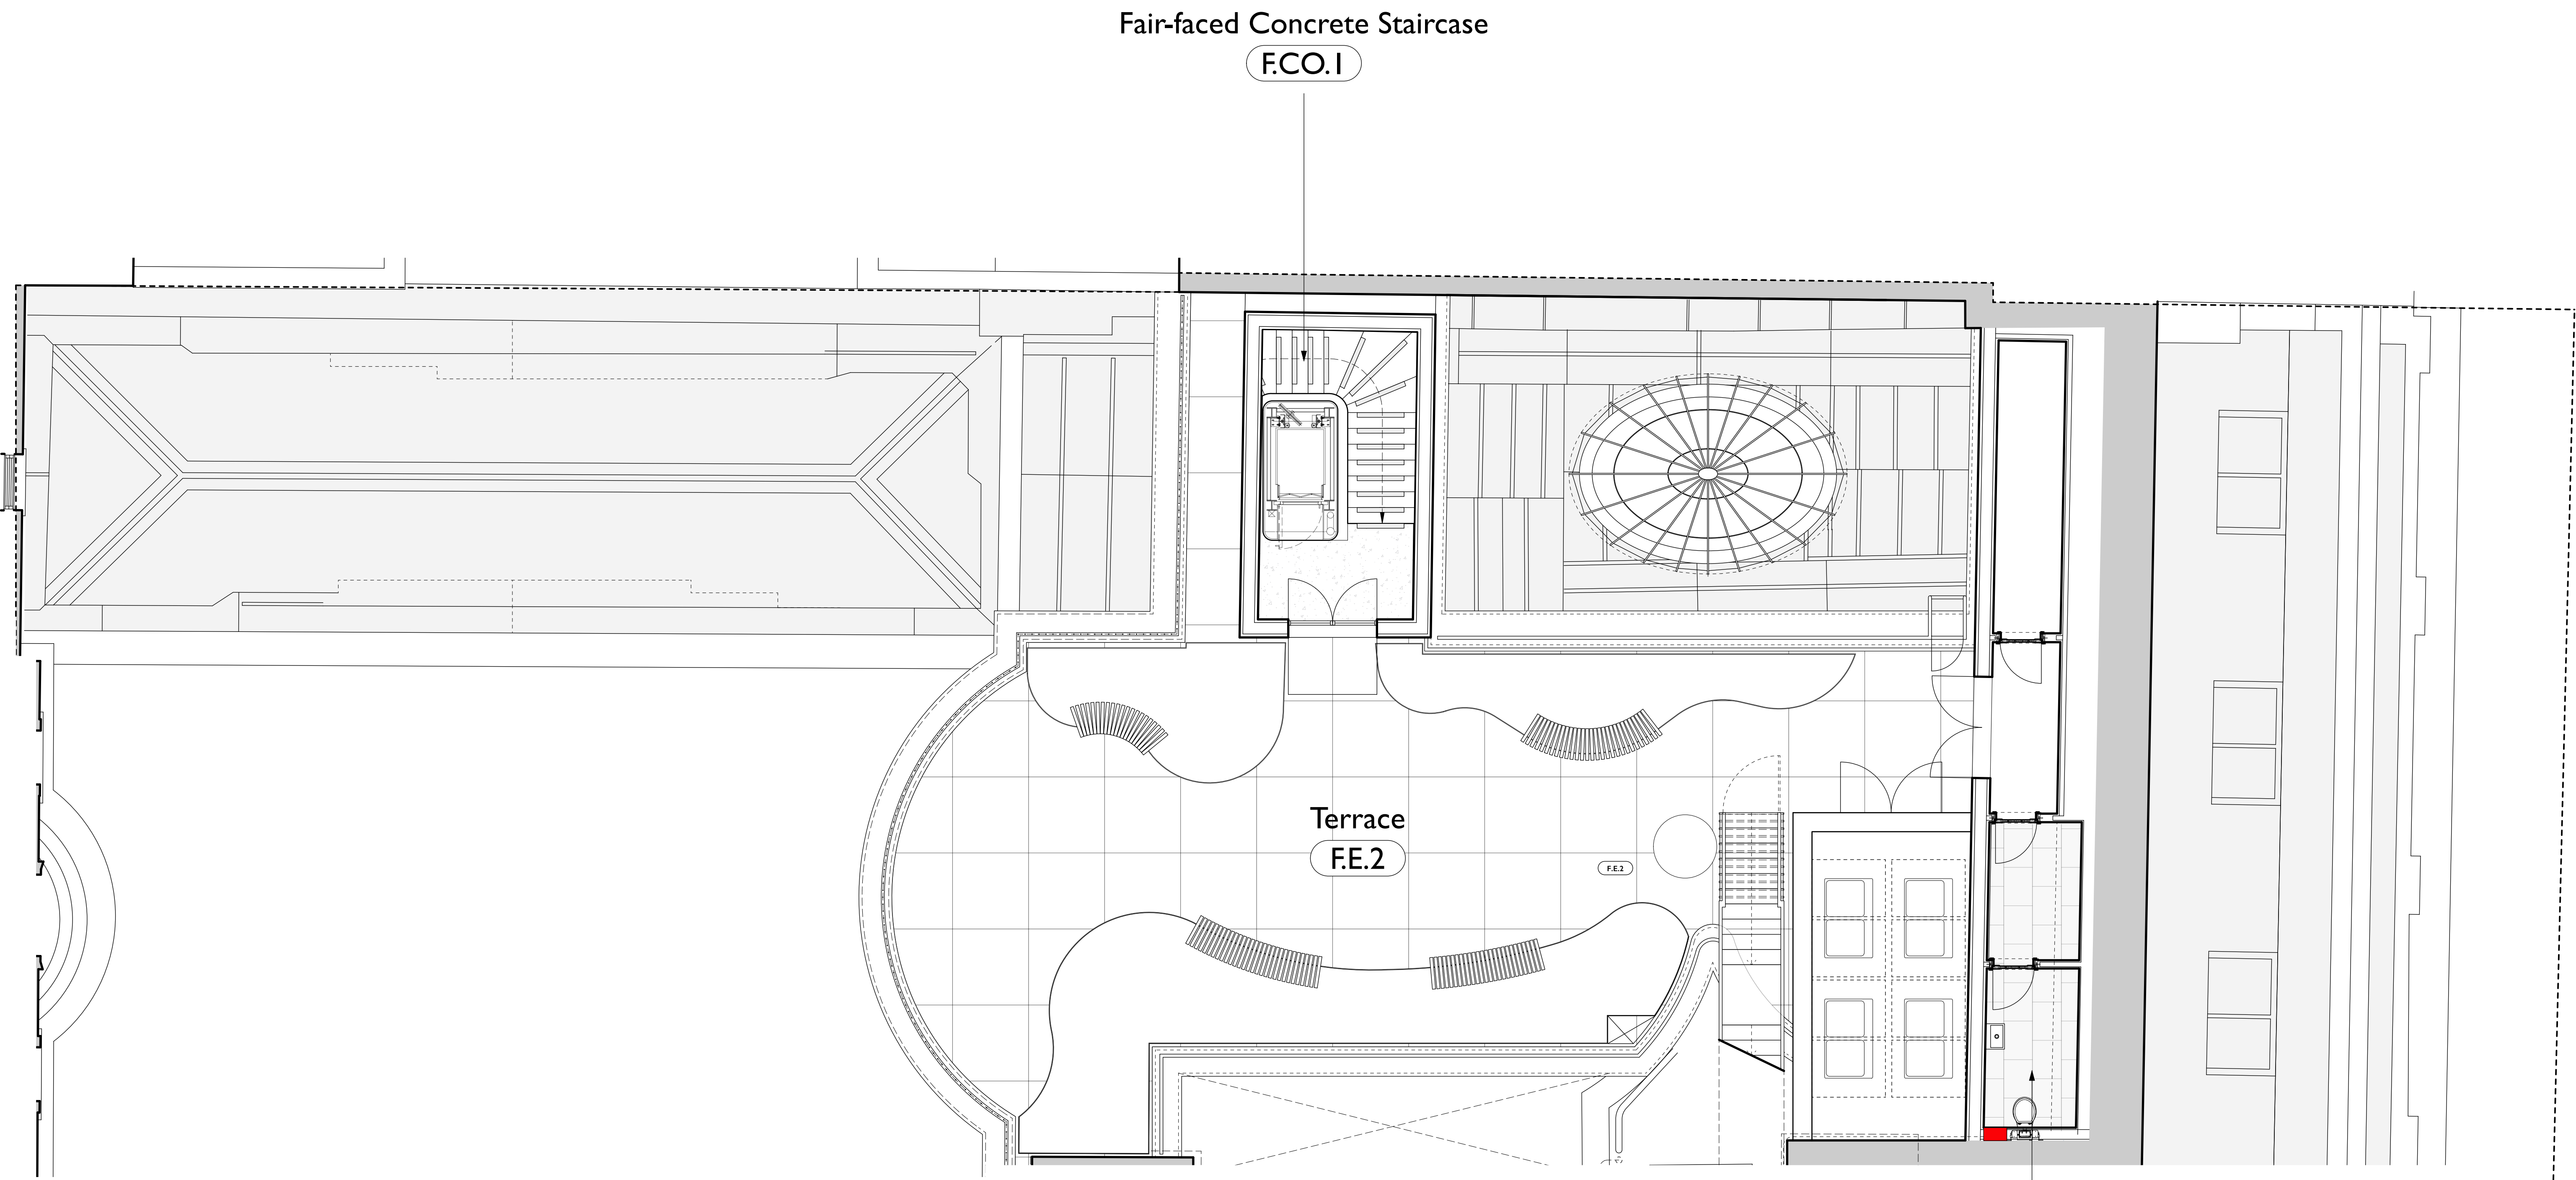 Fair-faced Concrete Staircase
F.CO.1
Terrace
F.E.2
F.E.2